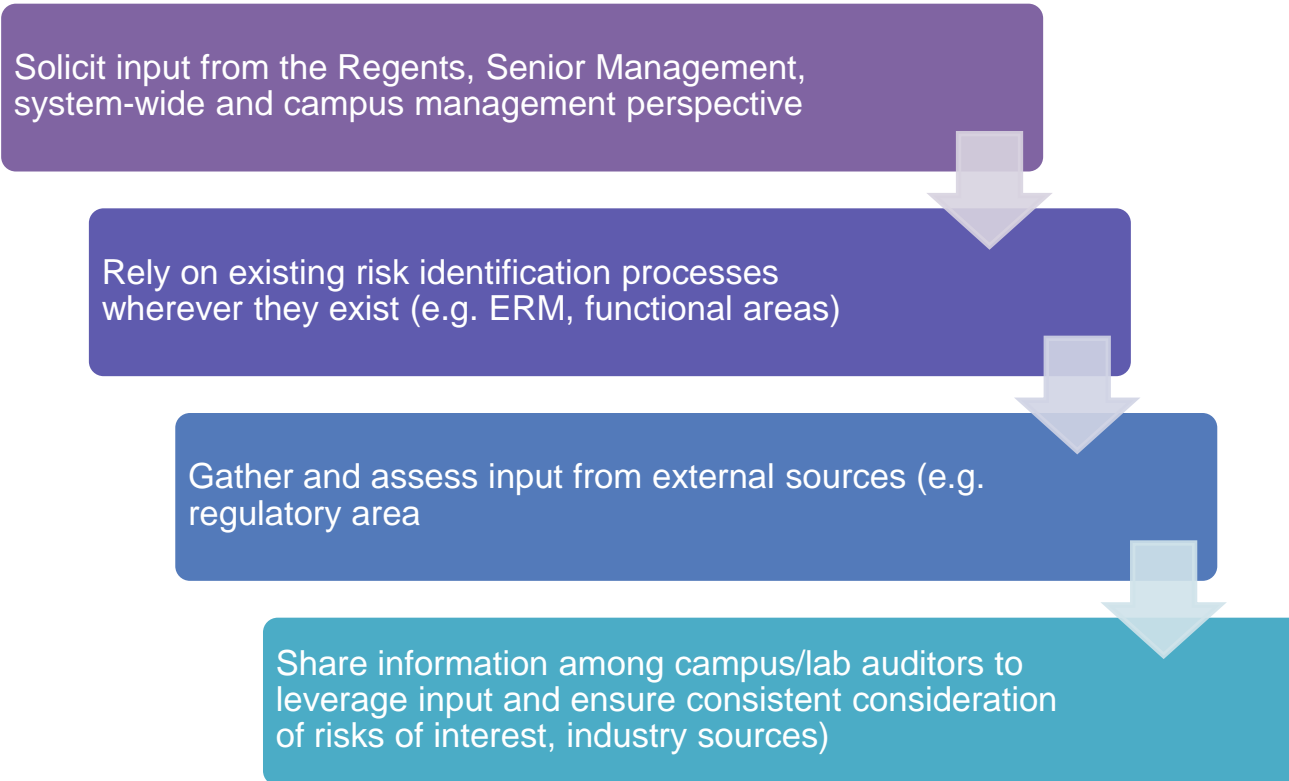 Solicit input from the Regents, Senior Management,
system-wide and campus management perspective
Rely on existing risk identification processes
wherever they exist (e.g. ERM, functional areas)
Gather and assess input from external sources (e.g.
regulatory area
Share information among campus/lab auditors to
leverage input and ensure consistent consideration
of risks of interest, industry sources)